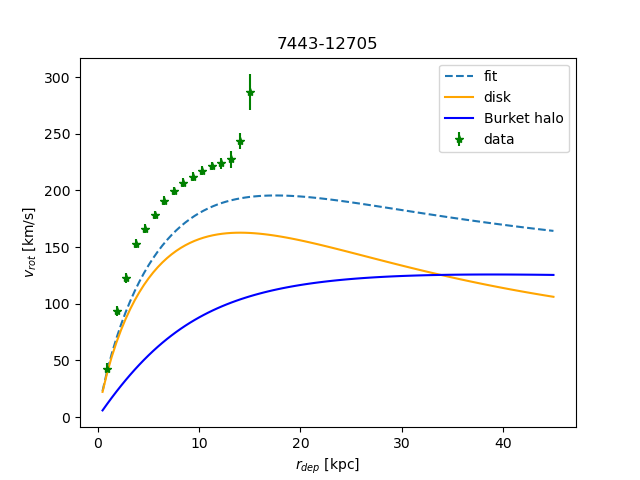 7443-12705
300
250
200
150
100
50
0
v_rot [km/s]
fit
disk
Burket halo
data
0 10 20 30 40
r_dep [kpc]